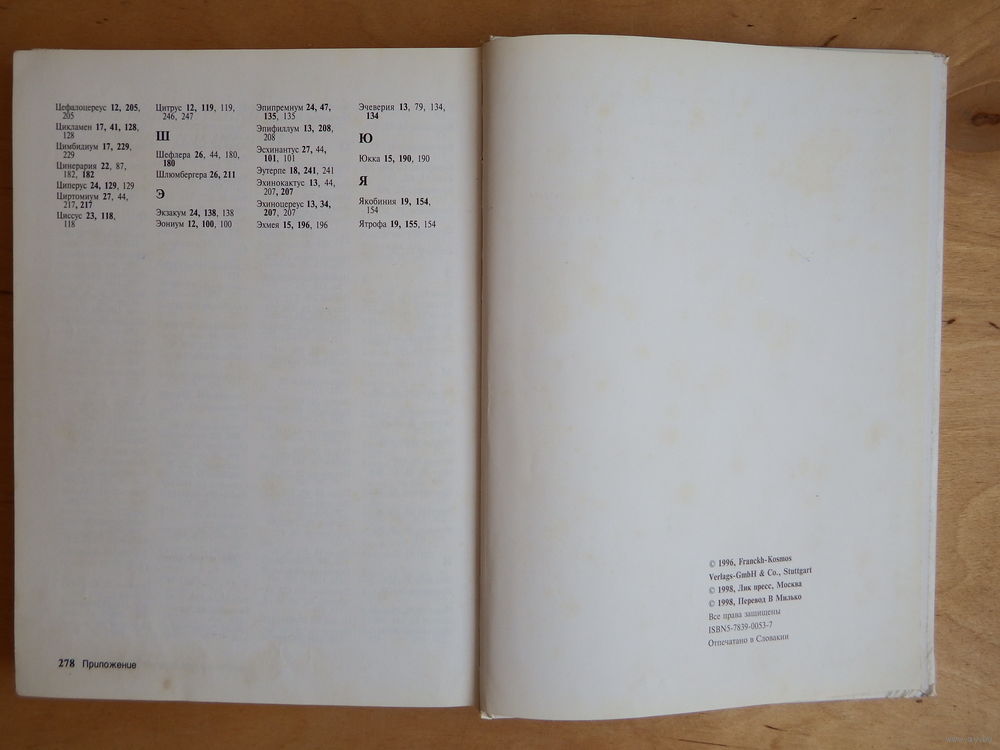 Цефалоцереус 12, 205,
205
Цикламен 17, 41, 128,
128
Цимбидиум 17, 229,
229
Цинерария 22, 87,
182, 182
Циперус 24, 129, 129
Циртомиум 27, 44,
217, 217
Циссус 23, 118,
118
Цитрус 12, 119, 119,
246, 247
Ш
Шефлера 26, 44, 180,
180
Шлюмбергера 26, 211
Э
Экзакум 24, 138, 138
Эониум 12, 100, 100
Эпипремнум 24, 47,
135, 135
Эпифиллум 13, 208,
208
Эсхинантус 27, 44,
101, 101
Эутерпе 18, 241, 241
Эхинокактус 13, 44,
207, 207
Эхиноцереус 13, 34,
207, 207
Эхмея 15, 196, 196
Эчеверия 13, 79, 134,
134
Ю
Юкка 15, 190, 190
Я
Якобиния 19, 154,
154
Ятрофа 19, 155, 154
278 Приложение
© 1996, Franckh-Kosmos
Verlags-GmbH & Co., Stuttgart
© 1998, Лик пресс, Москва
© 1998, Перевод В Милько
Все права защищены
ISBN5-7839-0053-7
Отпечатано в Словакии